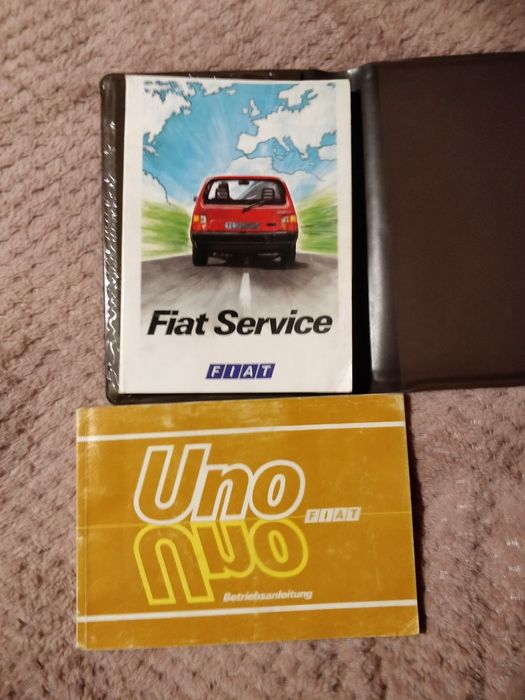 Fiat Service
FIAT
Uno
FIAT
Uno
Betriebsanleitung